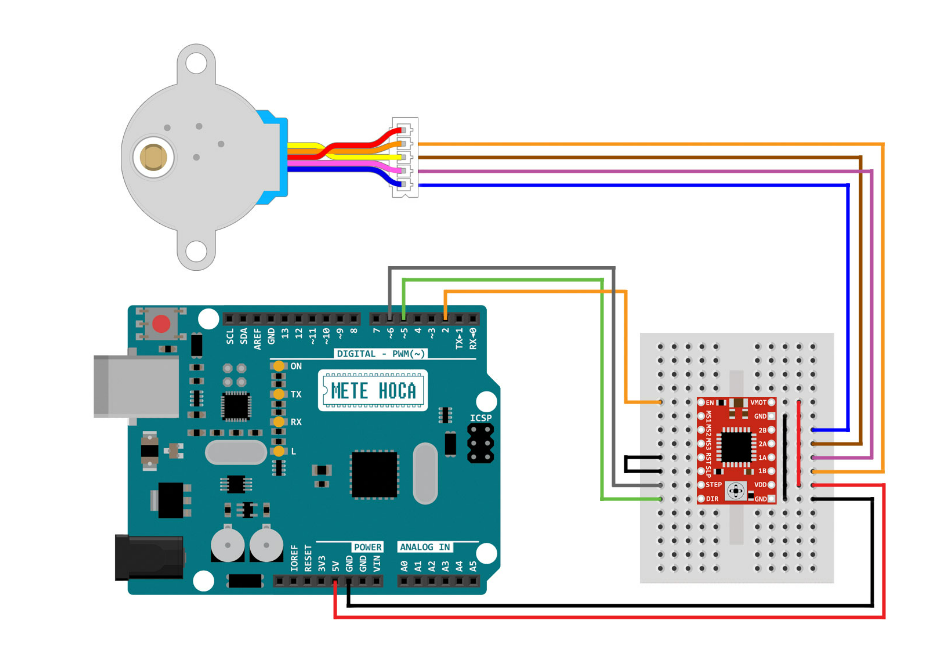 SCL
SDA
AREF
GND
13
12
~11
~10
~9
8
7
~6
~5
4
~3
2
TX→1
RX◂0
DIGITAL - PWM(~)
ON
TX
RX
L
METE HOCA
ICSP
EN
MS1
MS2
MS3
RST
SLP
STEP
DIR
VMOT
GND
2B
2A
1A
1B
VDD
GND
POWER
ANALOG IN
IOREF
RESET
3V3
5V
GND
GND
VIN
A0
A1
A2
A3
A4
A5